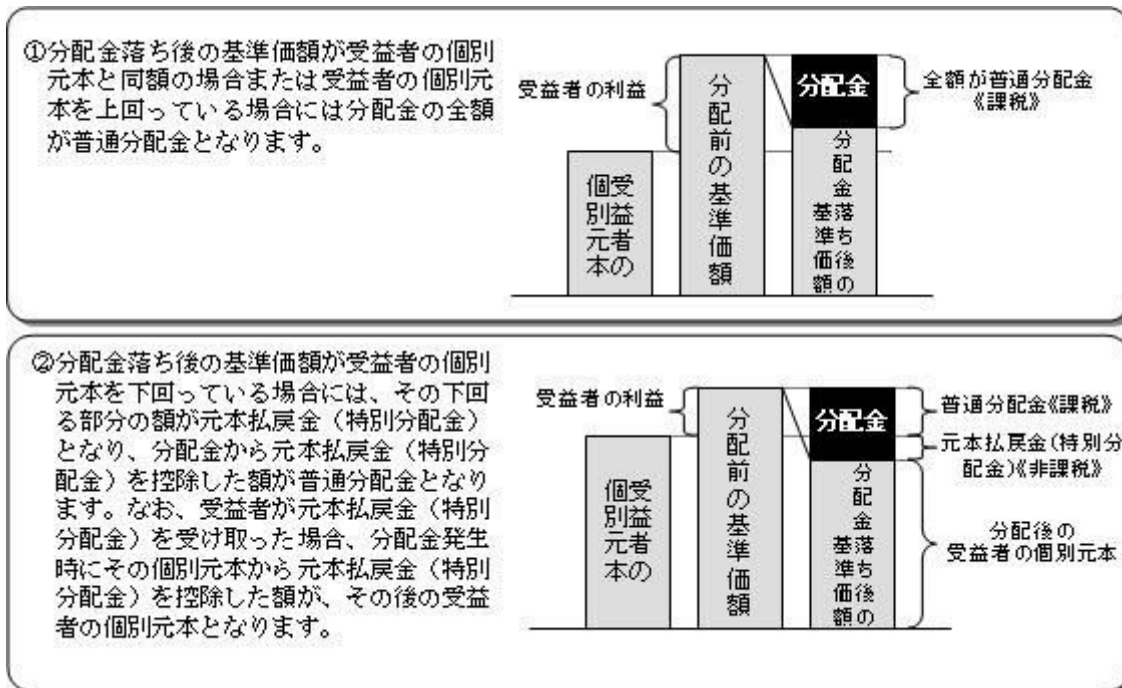 ①分配金落ち後の基準価額が受益者の個別
元本と同額の場合または受益者の個別元
本を上回っている場合には分配金の全額
が普通分配金となります。
受益者の利益
分配前の基準価額
分配金
全額が普通分配金
《課税》
受益者の
個別元本
分配金落ち後の
基準価額
②分配金落ち後の基準価額が受益者の個別
元本を下回っている場合には、その下回
る部分の額が元本払戻金（特別分配金）
となり、分配金から元本払戻金（特別分
配金）を控除した額が普通分配金となり
ます。なお、受益者が元本払戻金（特別
分配金）を受け取った場合、分配金発生
時にその個別元本から元本払戻金（特別
分配金）を控除した額が、その後の受益
者の個別元本となります。
受益者の利益
分配前の基準価額
分配金
普通分配金《課税》
元本払戻金(特別分
配金)《非課税》
受益者の
個別元本
分配金落ち後の
基準価額
分配後の
受益者の個別元本